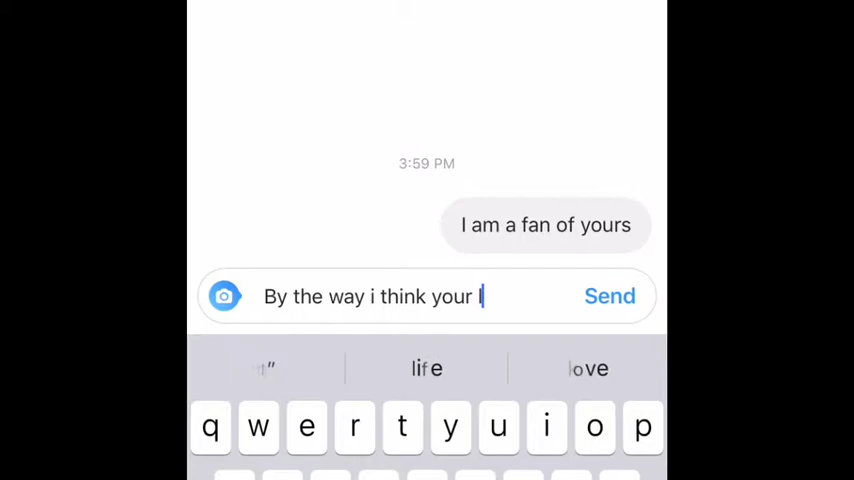 3:59 PM
I am a fan of yours
By the way i think your l
Send
life
love
q w e r t y u i o p